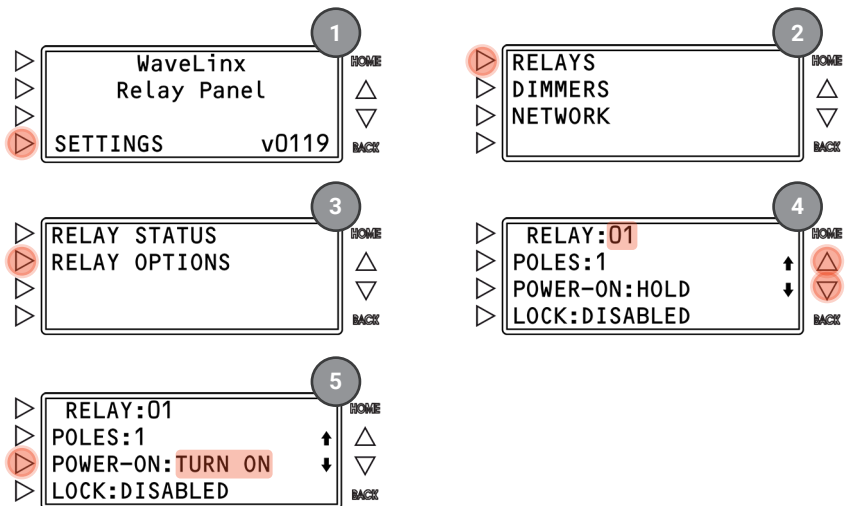 1
WaveLinx
HOME
Relay Panel
SETTINGS v0119
BACK
2
RELAYS
HOME
DIMMERS
NETWORK
BACK
3
RELAY STATUS
HOME
RELAY OPTIONS
BACK
4
RELAY:01
HOME
POLES:1
POWER-ON:HOLD
LOCK:DISABLED
BACK
5
RELAY:01
HOME
POLES:1
POWER-ON:TURN ON
LOCK:DISABLED
BACK